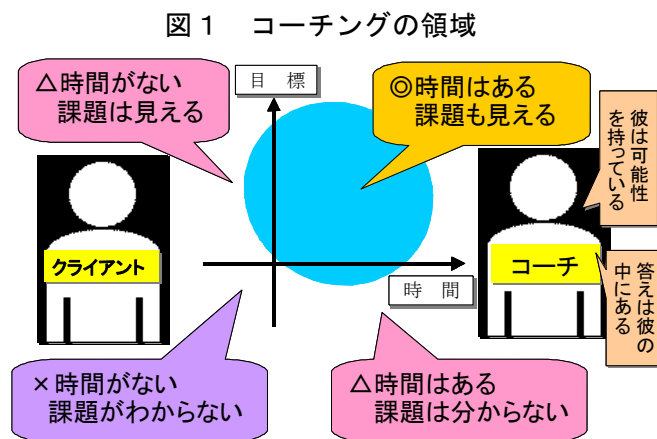 図１　コーチングの領域
△時間がない
課題は見える
目　標
◎時間はある
課題も見える
彼は可能性
を持っている
クライアント
コーチ
時　間
答えは彼の
中にある
×時間がない
課題がわからない
△時間はある
課題は分からない